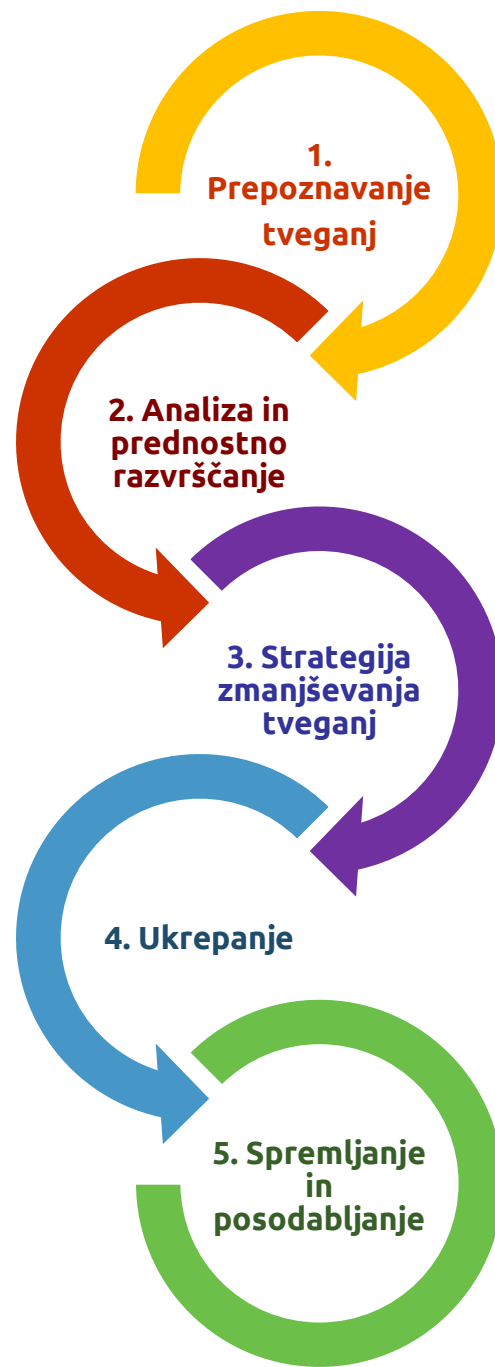 1.
Prepoznavanje
tveganj
2. Analiza in
prednostno
razvrščanje
3. Strategija
zmanjševanja
tveganj
4. Ukrepanje
5. Spremljanje
in
posodabljanje